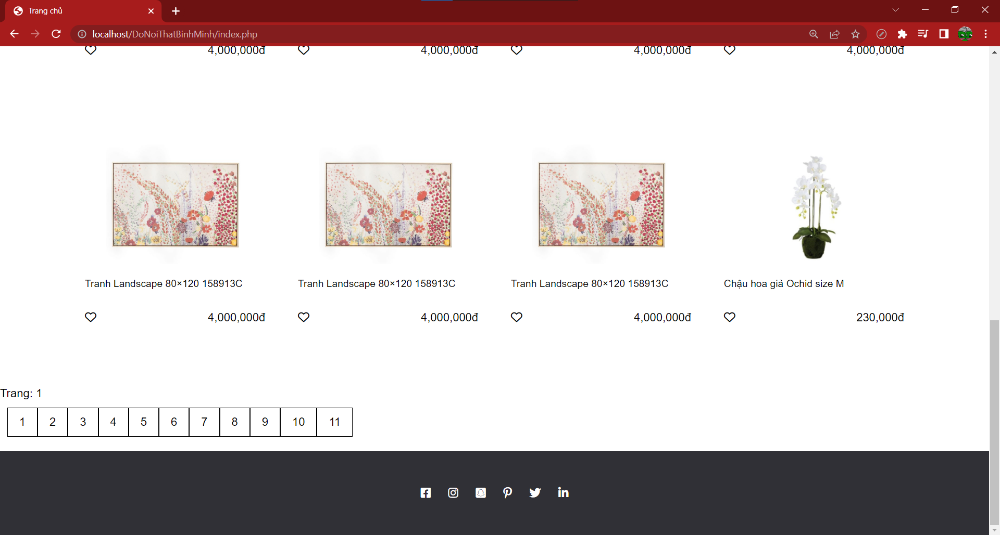 Trang chủ
localhost/DoNoiThatBinhMinh/index.php
4,000,000đ 4,000,000đ 4,000,000đ 4,000,000đ
Tranh Landscape 80×120 158913C Tranh Landscape 80×120 158913C Tranh Landscape 80×120 158913C Chậu hoa giả Ochid size M
4,000,000đ 4,000,000đ 4,000,000đ 230,000đ
Trang: 1
1 2 3 4 5 6 7 8 9 10 11